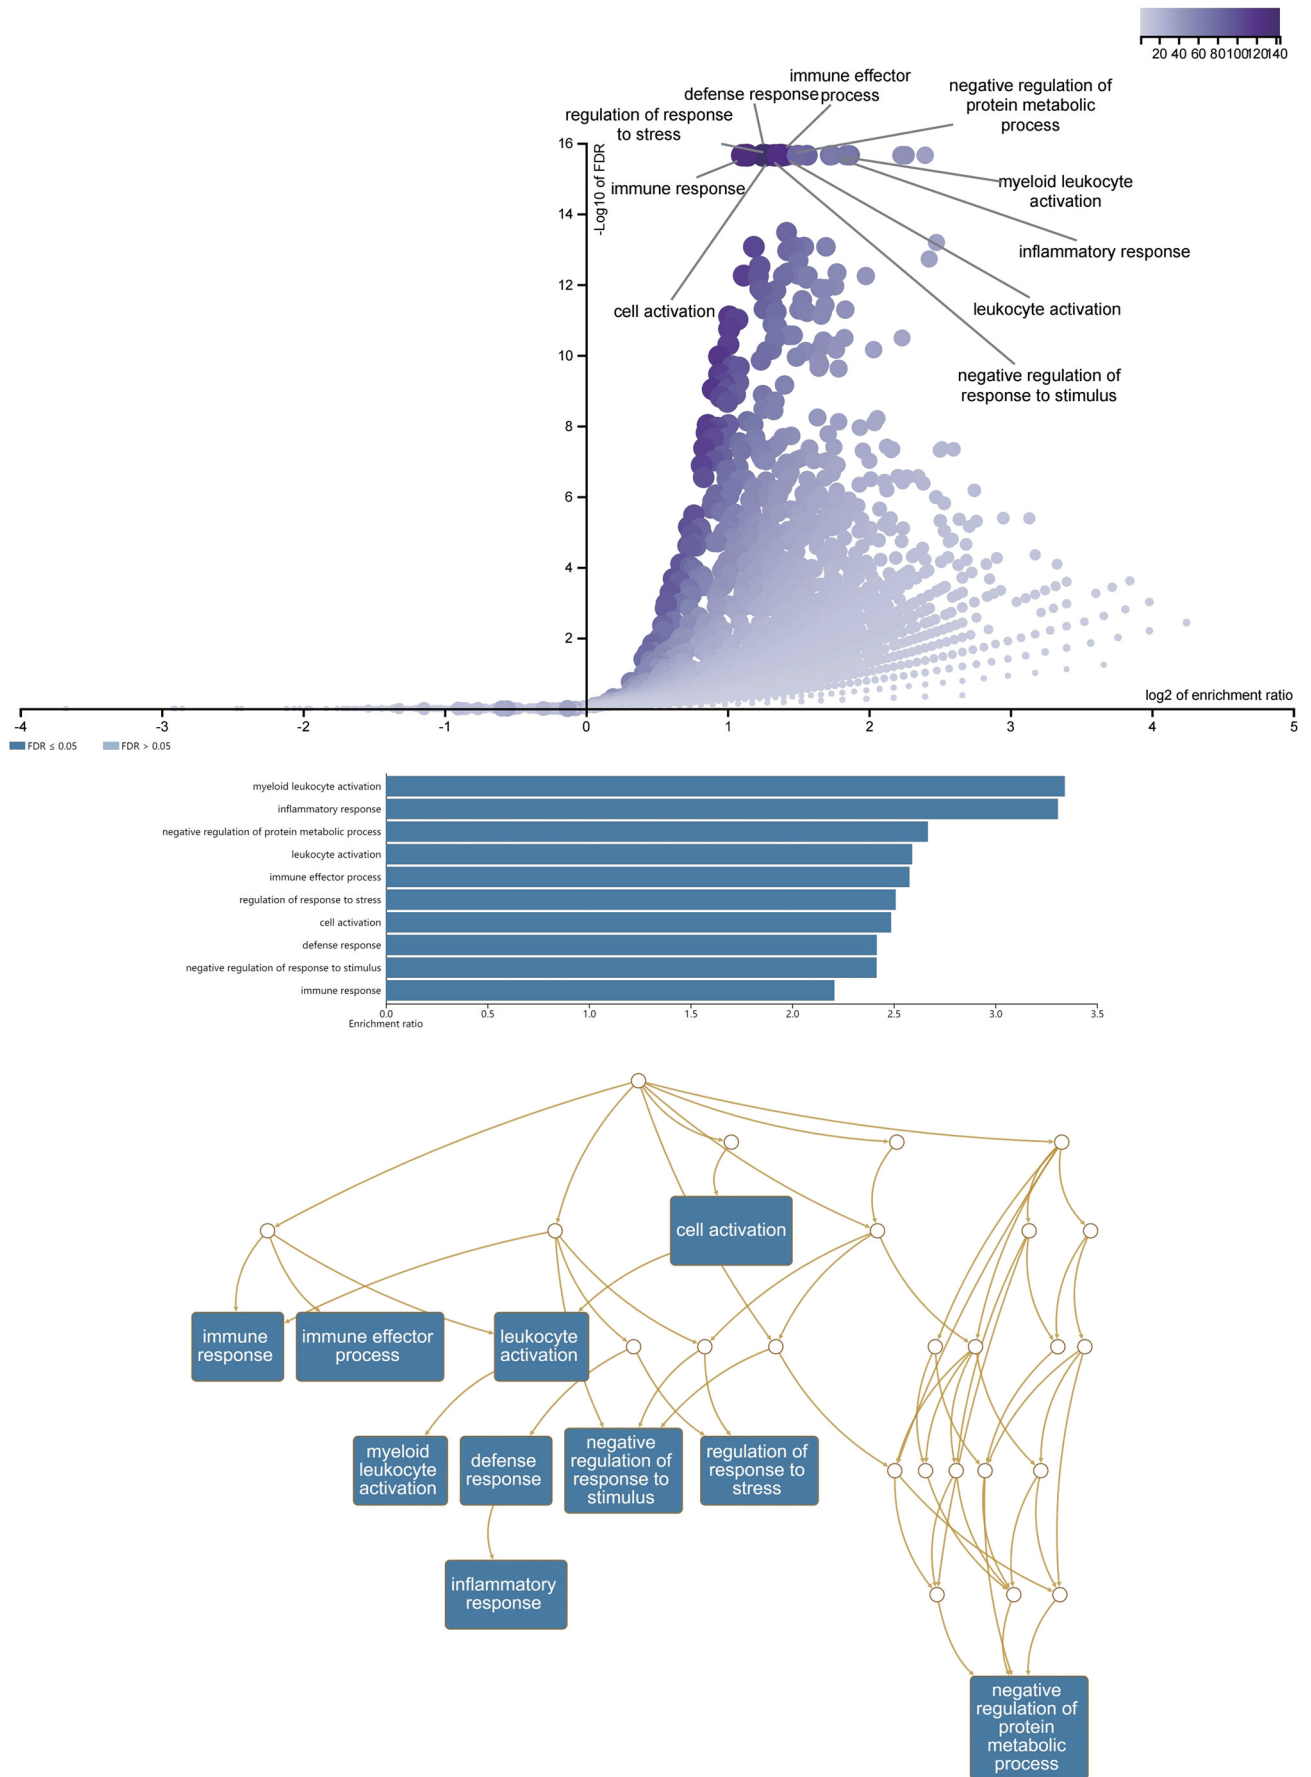 20 40 60 80 100 120 140
immune effector
process
defense response
negative regulation of
protein metabolic
process
regulation of response
to stress
16
-Log10 of FDR
immune response
myeloid leukocyte
activation
14
inflammatory response
12
cell activation
leukocyte activation
10
negative regulation of
response to stimulus
8
6
4
2
log2 of enrichment ratio
-4 -3 -2 -1 0 1 2 3 4 5
FDR ≤ 0.05 FDR > 0.05
myeloid leukocyte activation
inflammatory response
negative regulation of protein metabolic process
leukocyte activation
immune effector process
regulation of response to stress
cell activation
defense response
negative regulation of response to stimulus
immune response
0.0 0.5 1.0 1.5 2.0 2.5 3.0 3.5
Enrichment ratio
cell activation
immune
response
immune effector
process
leukocyte
activation
myeloid
leukocyte
activation
defense
response
negative
regulation of
response to
stimulus
regulation of
response to
stress
inflammatory
response
negative
regulation of
protein
metabolic
process